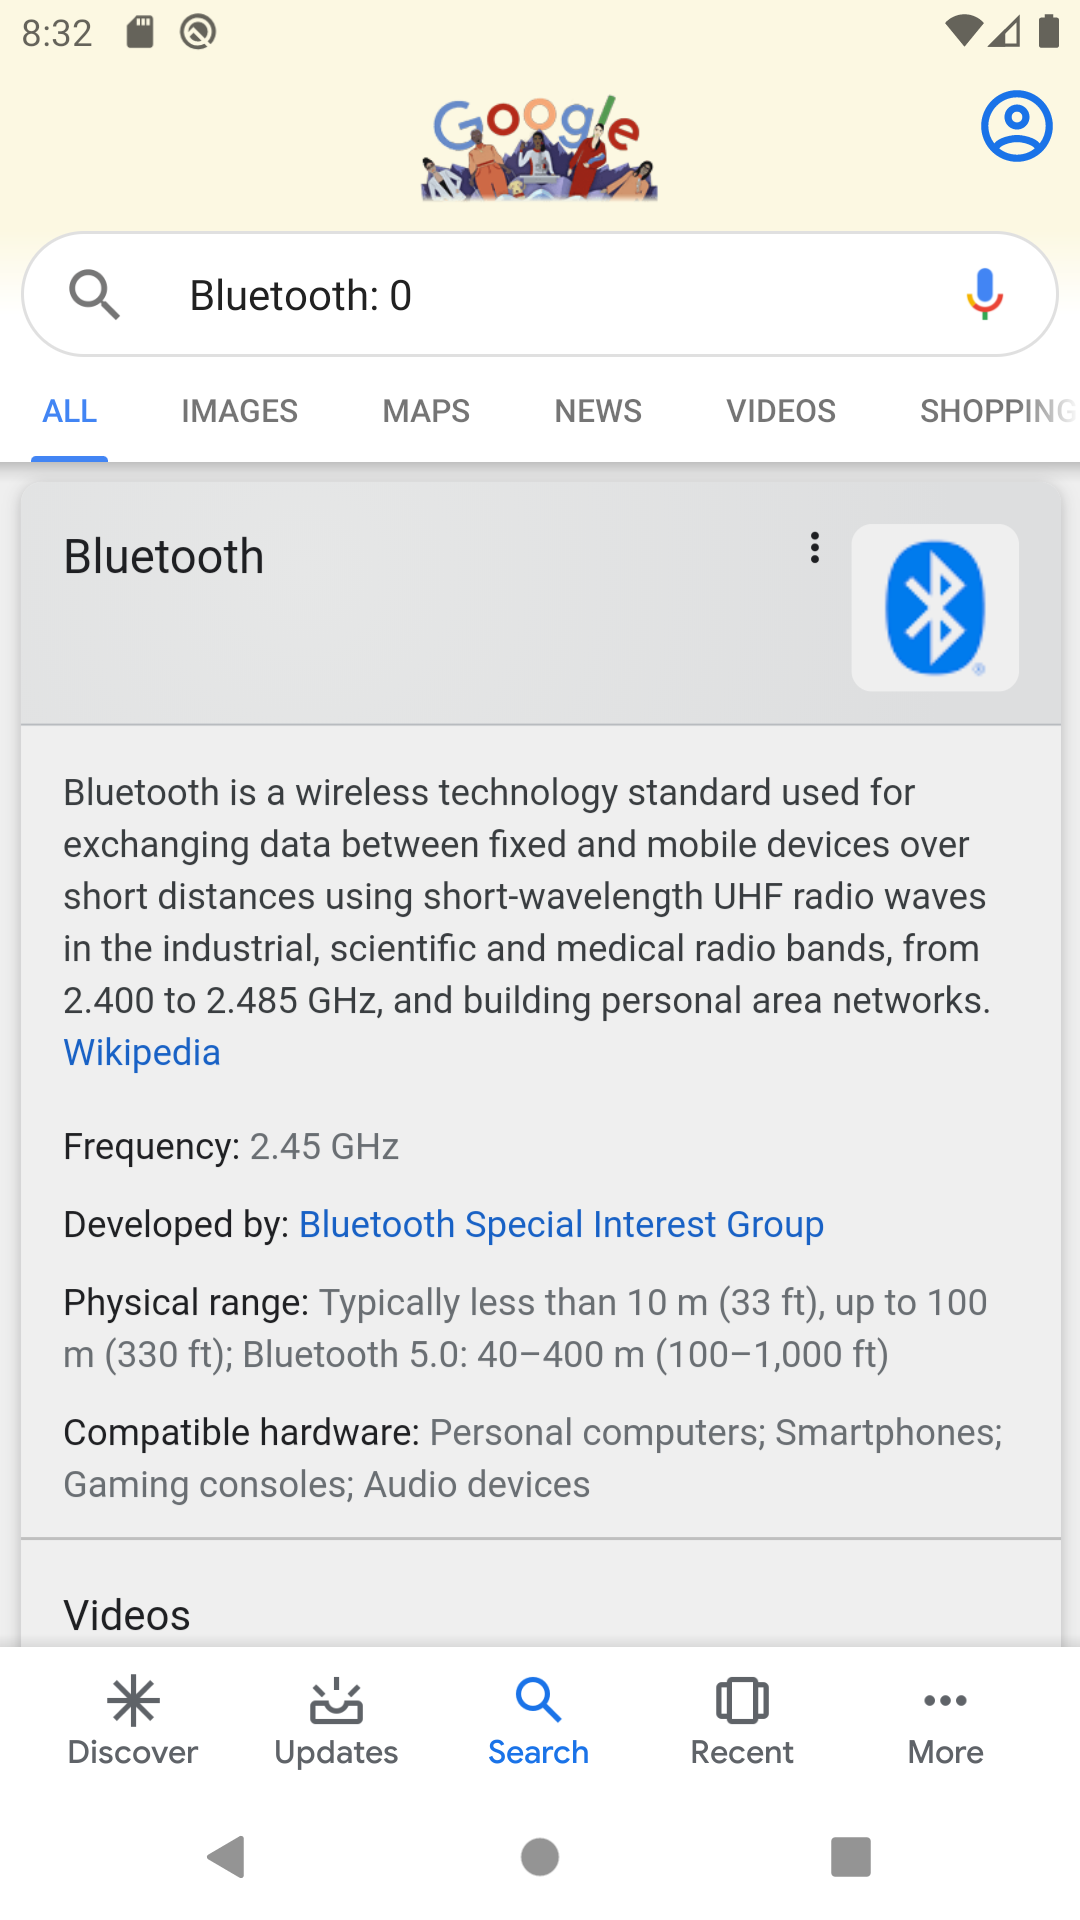 8:32
Google
Bluetooth: 0
ALL IMAGES MAPS NEWS VIDEOS SHOPPING
Bluetooth
Bluetooth is a wireless technology standard used for
exchanging data between fixed and mobile devices over
short distances using short-wavelength UHF radio waves
in the industrial, scientific and medical radio bands, from
2.400 to 2.485 GHz, and building personal area networks.
Wikipedia
Frequency: 2.45 GHz
Developed by: Bluetooth Special Interest Group
Physical range: Typically less than 10 m (33 ft), up to 100
m (330 ft); Bluetooth 5.0: 40–400 m (100–1,000 ft)
Compatible hardware: Personal computers; Smartphones;
Gaming consoles; Audio devices
Videos
Discover Updates Search Recent More